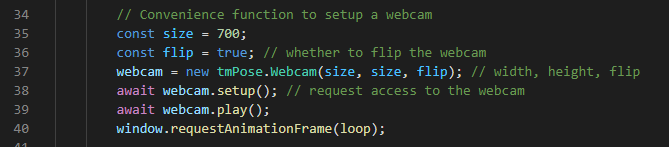 34 // Convenience function to setup a webcam
35 const size = 700;
36 const flip = true; // whether to flip the webcam
37 webcam = new tmPose.Webcam(size, size, flip); // width, height, flip
38 await webcam.setup(); // request access to the webcam
39 await webcam.play();
40 window.requestAnimationFrame(loop);
41